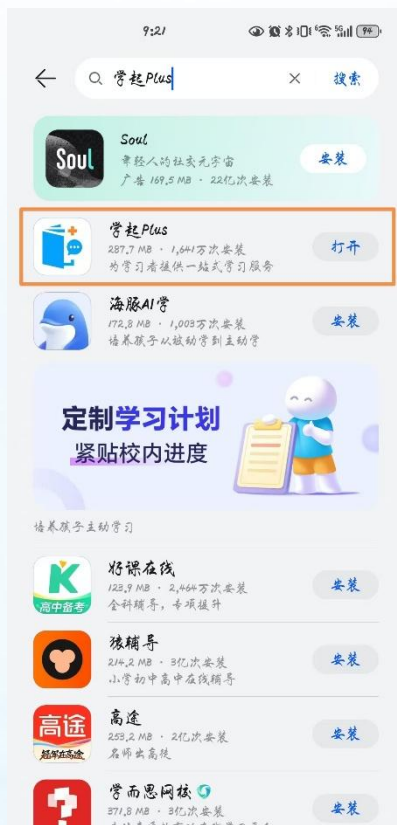 9:21
94
学起Plus
搜索
Soul
Soul
年轻人的社交元宇宙
广告 169.5 MB · 22亿次安装
安装
学起Plus
287.7 MB · 1,641万次安装
为学习者提供一站式学习服务
打开
海豚AI学
172.8 MB · 1,003万次安装
培养孩子从被动学到主动学
安装
定制学习计划
紧贴校内进度
培养孩子主动学习
高中备考
好课在线
123.9 MB · 2,464万次安装
全科辅导，专项提升
安装
猿辅导
214.2 MB · 3亿次安装
小学初中高中在线辅导
安装
高途
冠军在高途
高途
253.2 MB · 2亿次安装
名师出高徒
安装
学而思网校
371.8 MB · 3亿次安装
安装